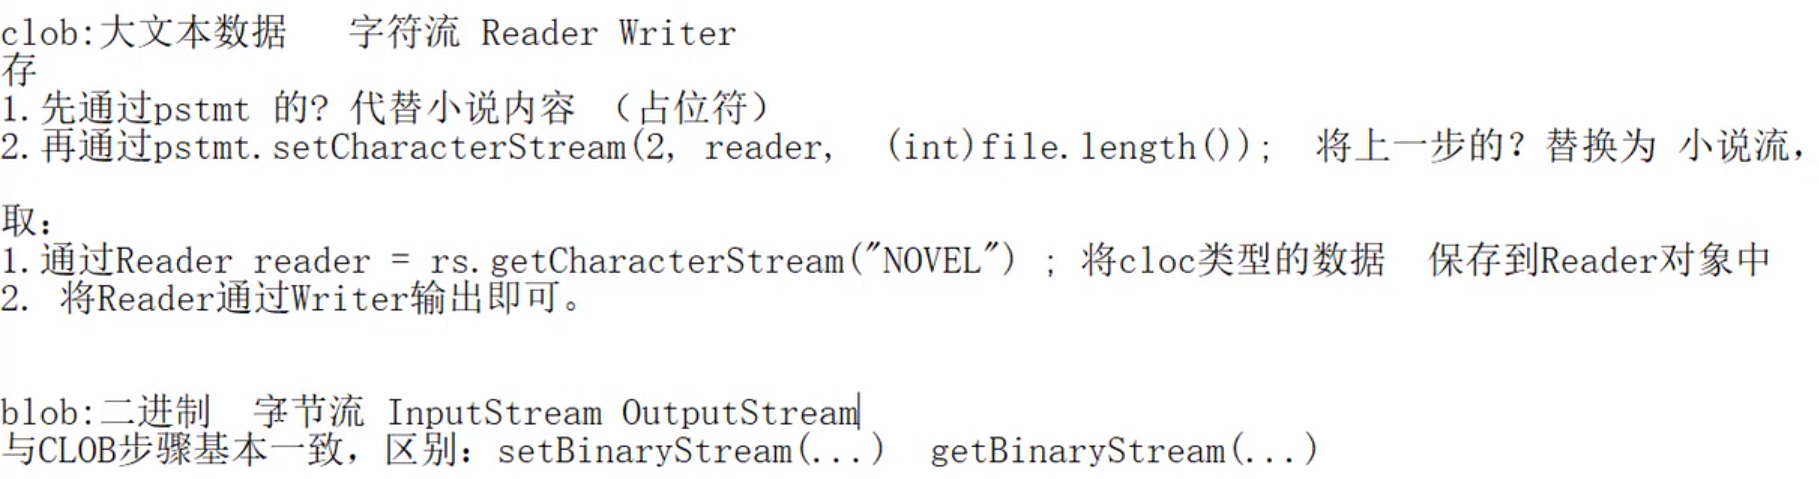 clob:大文本数据   字符流 Reader Writer
存
1.先通过pstmt 的? 代替小说内容 （占位符）
2.再通过pstmt.setCharacterStream(2, reader,  (int)file.length());  将上一步的？替换为 小说流，
取：
1.通过Reader reader = rs.getCharacterStream("NOVEL") ; 将cloc类型的数据  保存到Reader对象中
2. 将Reader通过Writer输出即可。
blob:二进制  字节流 InputStream OutputStream
与CLOB步骤基本一致，区别：setBinaryStream(...)  getBinaryStream(...)